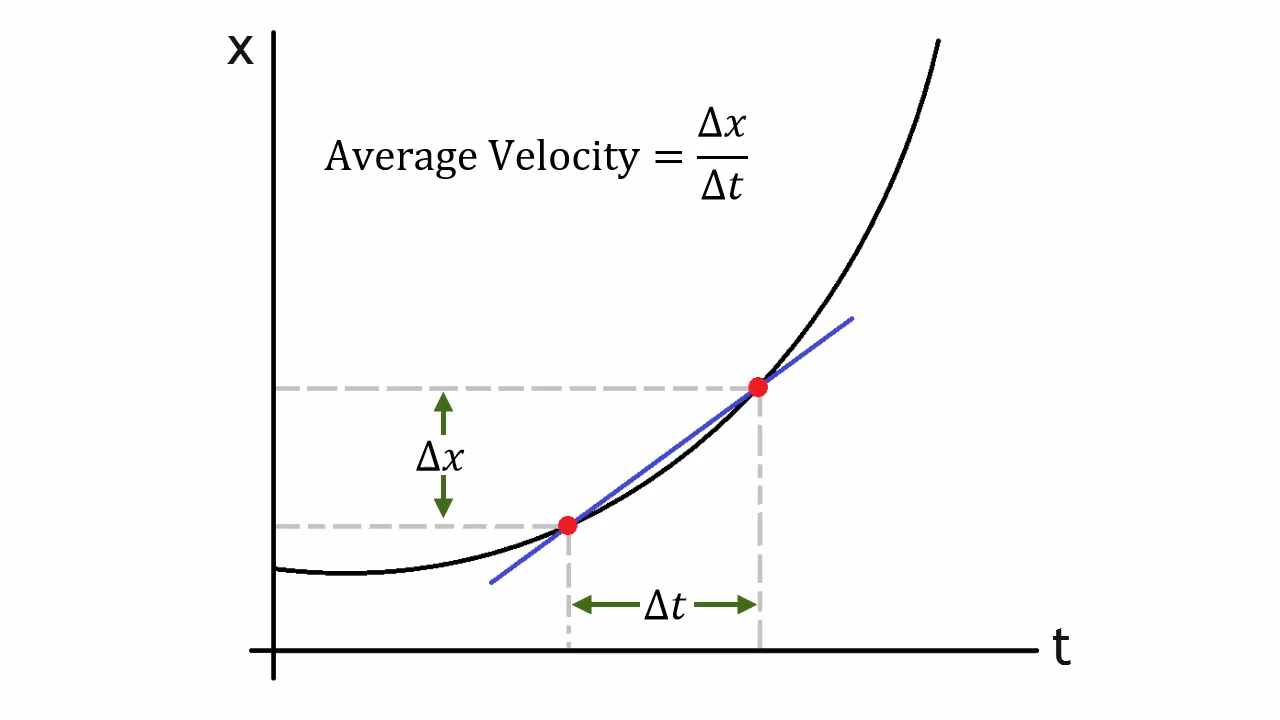 x
Average Velocity = Δx/Δt
Δx
Δt
t